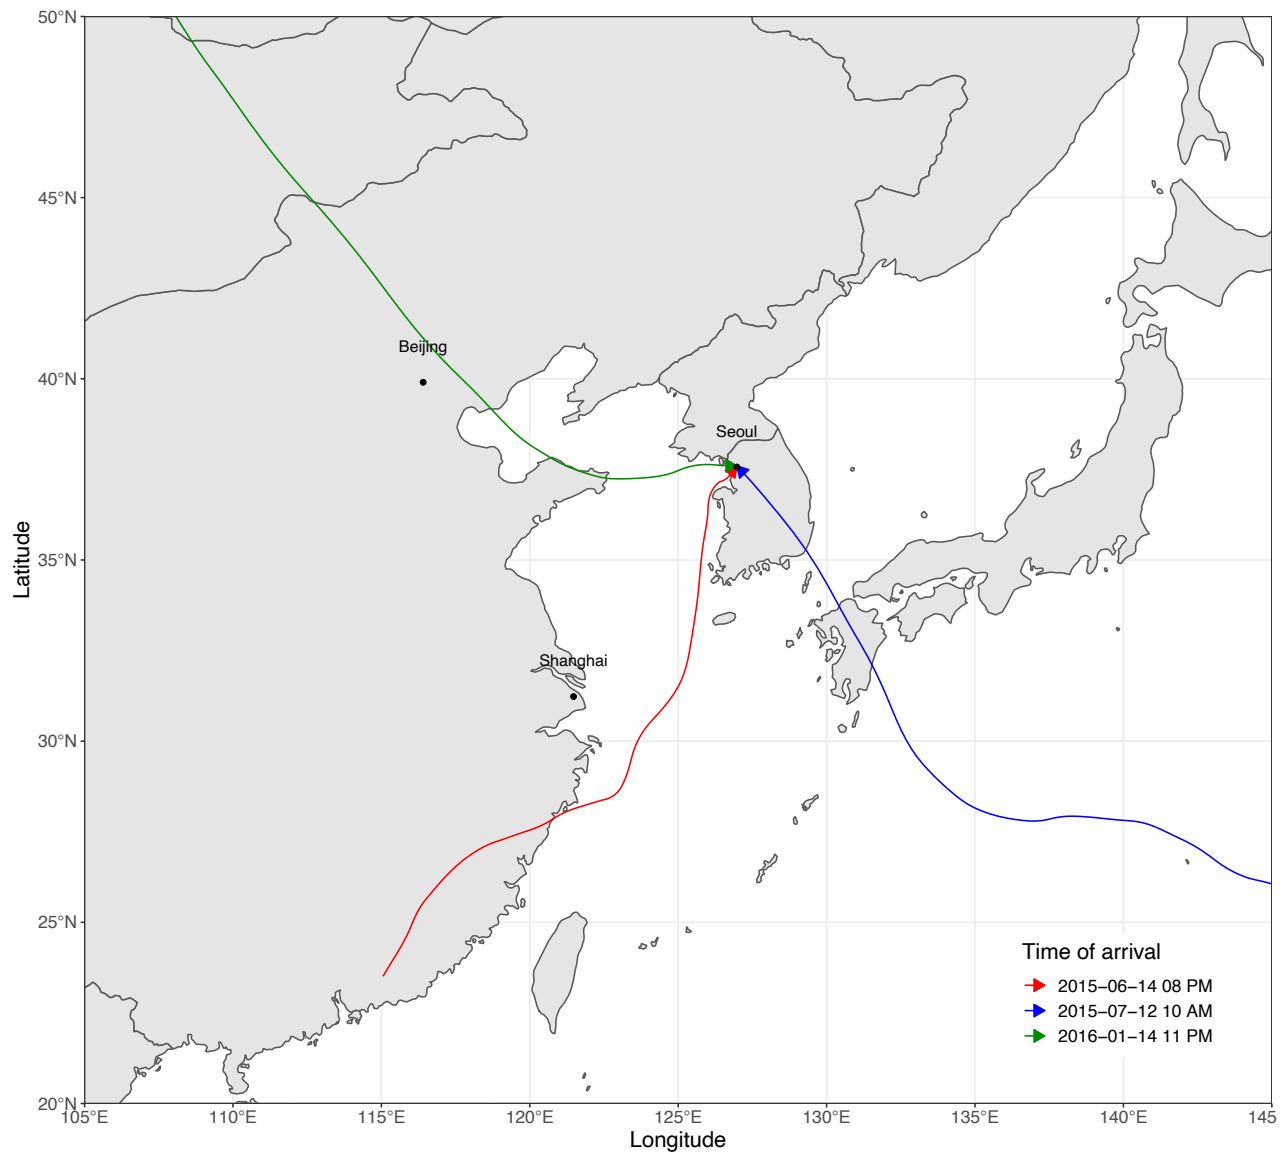 50°N
45°N
Beijing
40°N
Seoul
35°N
Latitude
Shanghai
30°N
25°N
Time of arrival
2015−06−14 08 PM
2015−07−12 10 AM
2016−01−14 11 PM
20°N
105°E 110°E 115°E 120°E 125°E 130°E 135°E 140°E 145
Longitude